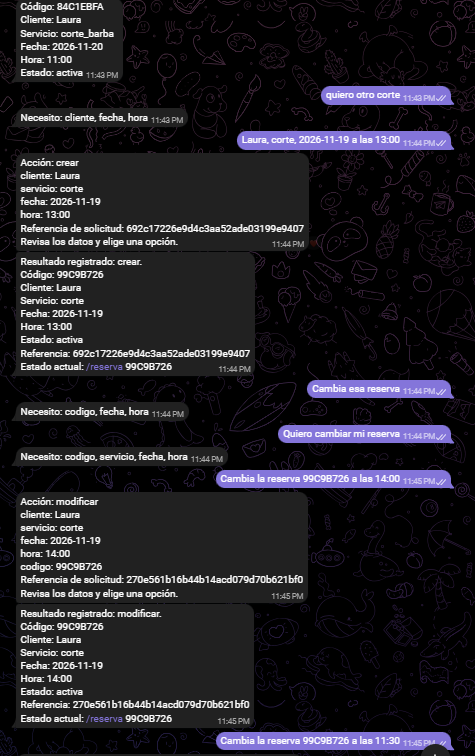 Código: 84C1EBFA
Cliente: Laura
Servicio: corte_barba
Fecha: 2026-11-20
Hora: 11:00
Estado: activa 11:43 PM
quiero otro corte 11:43 PM
Necesito: cliente, fecha, hora 11:43 PM
Laura, corte, 2026-11-19 a las 13:00 11:44 PM
Acción: crear
cliente: Laura
servicio: corte
fecha: 2026-11-19
hora: 13:00
Referencia de solicitud: 692c17226e9d4c3aa52ade03199e9407
Revisa los datos y elige una opción. 11:44 PM
Resultado registrado: crear.
Código: 99C9B726
Cliente: Laura
Servicio: corte
Fecha: 2026-11-19
Hora: 13:00
Estado: activa
Referencia: 692c17226e9d4c3aa52ade03199e9407
Estado actual: /reserva 99C9B726 11:44 PM
Cambia esa reserva 11:44 PM
Necesito: codigo, fecha, hora 11:44 PM
Quiero cambiar mi reserva 11:44 PM
Necesito: codigo, servicio, fecha, hora 11:44 PM
Cambia la reserva 99C9B726 a las 14:00 11:45 PM
Acción: modificar
cliente: Laura
servicio: corte
fecha: 2026-11-19
hora: 14:00
codigo: 99C9B726
Referencia de solicitud: 270e561b16b44b14acd079d70b621bf0
Revisa los datos y elige una opción. 11:45 PM
Resultado registrado: modificar.
Código: 99C9B726
Cliente: Laura
Servicio: corte
Fecha: 2026-11-19
Hora: 14:00
Estado: activa
Referencia: 270e561b16b44b14acd079d70b621bf0
Estado actual: /reserva 99C9B726 11:45 PM
Cambia la reserva 99C9B726 a las 11:30 11:45 PM